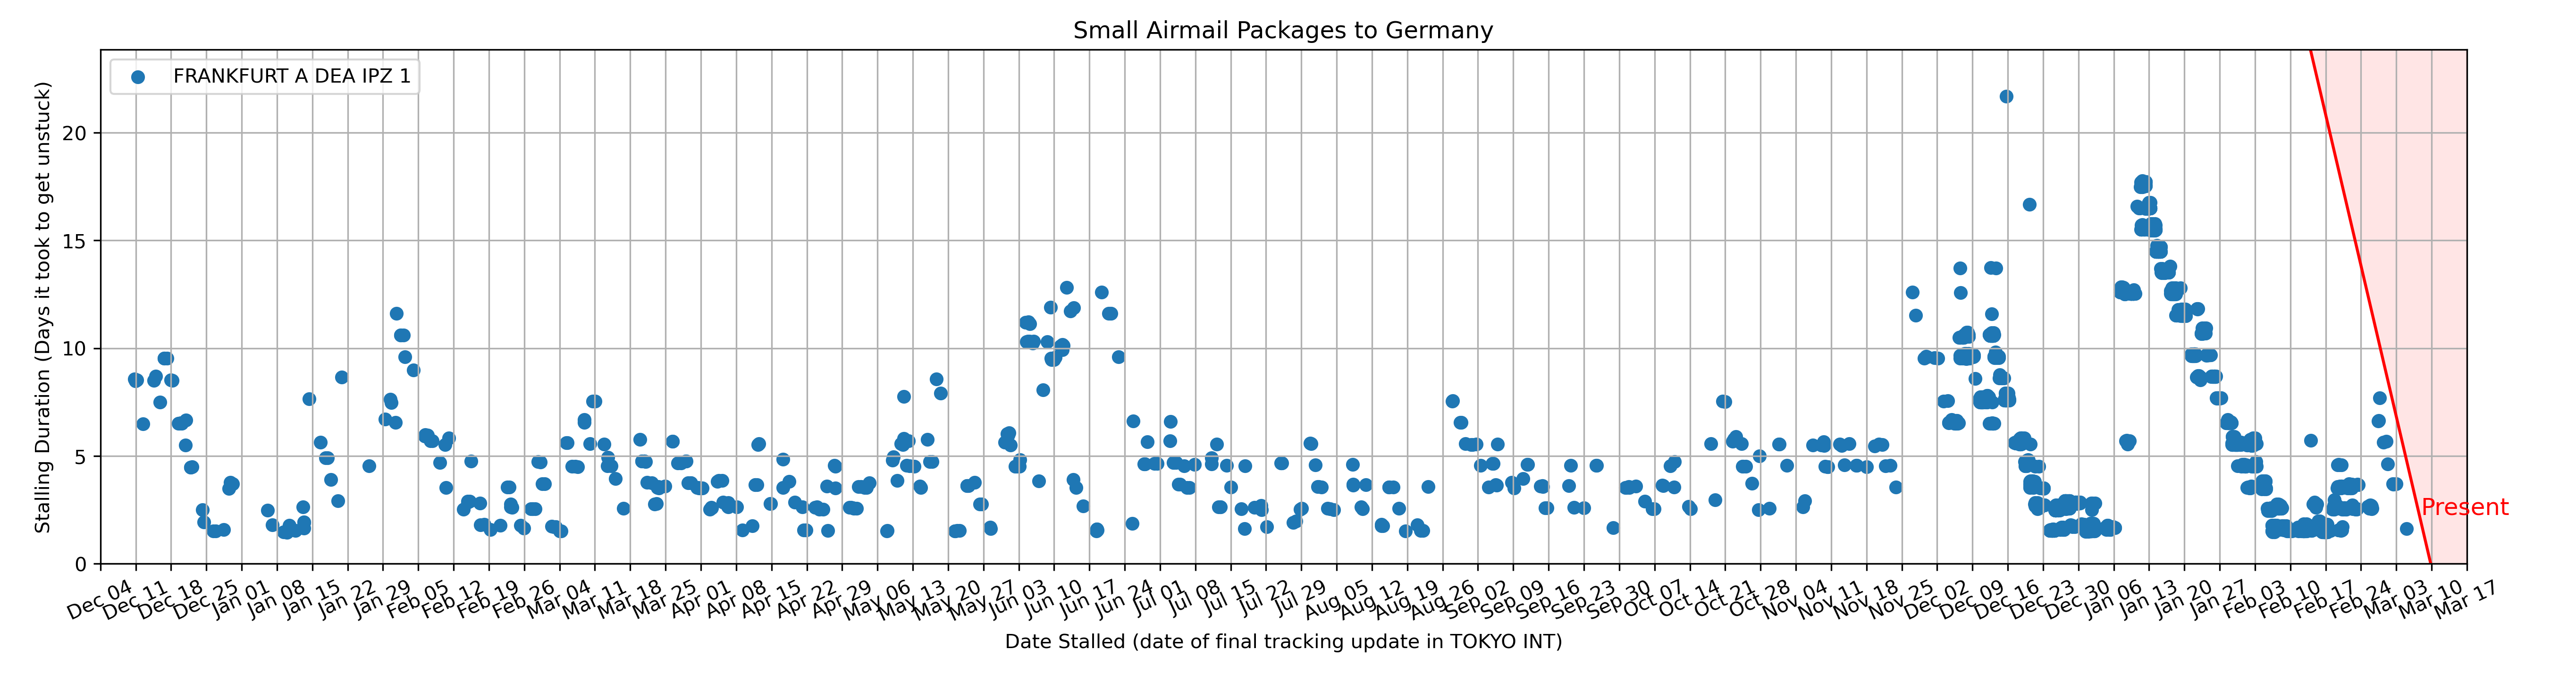 Small Airmail Packages to Germany
FRANKFURT A DEA IPZ 1
Stalling Duration (Days it took to get unstuck)
20
15
10
5
0
Present
Dec 04
Dec 11
Dec 18
Dec 25
Jan 01
Jan 08
Jan 15
Jan 22
Jan 29
Feb 05
Feb 12
Feb 19
Feb 26
Mar 04
Mar 11
Mar 18
Mar 25
Apr 01
Apr 08
Apr 15
Apr 22
Apr 29
May 06
May 13
May 20
May 27
Jun 03
Jun 10
Jun 17
Jun 24
Jul 01
Jul 08
Jul 15
Jul 22
Jul 29
Aug 05
Aug 12
Aug 19
Aug 26
Sep 02
Sep 09
Sep 16
Sep 23
Sep 30
Oct 07
Oct 14
Oct 21
Oct 28
Nov 04
Nov 11
Nov 18
Nov 25
Dec 02
Dec 09
Dec 16
Dec 23
Dec 30
Jan 06
Jan 13
Jan 20
Jan 27
Feb 03
Feb 10
Feb 17
Feb 24
Mar 03
Mar 10
Mar 17
Date Stalled (date of final tracking update in TOKYO INT)